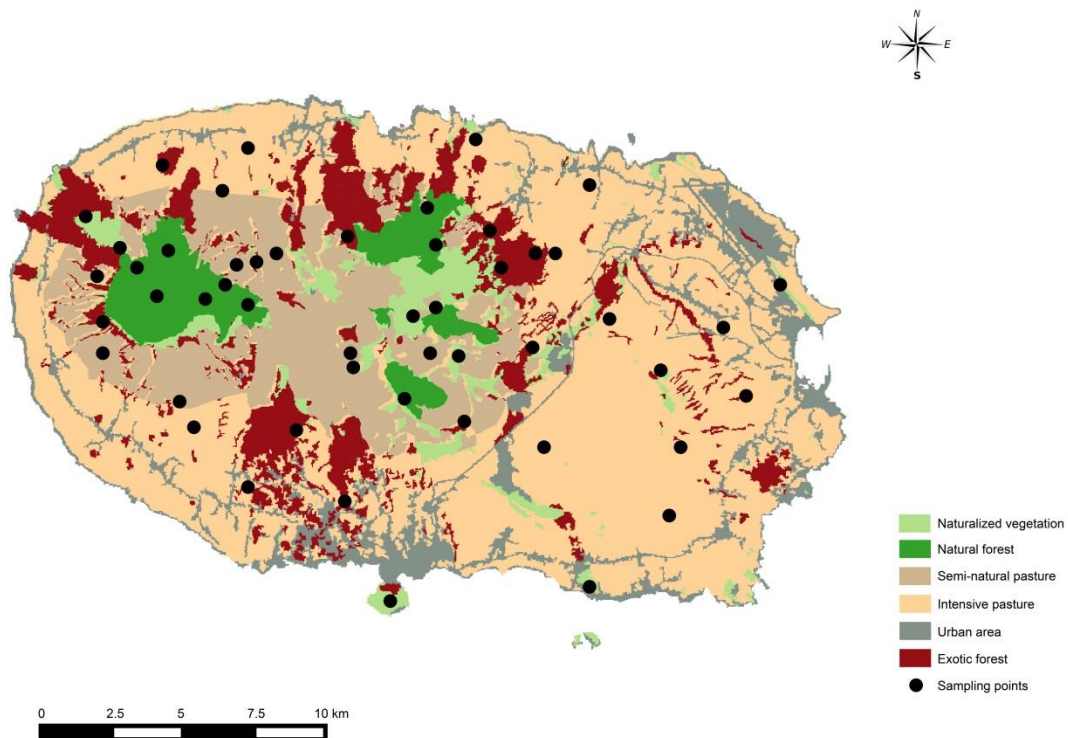 N
W E
S
Naturalized vegetation
Natural forest
Semi-natural pasture
Intensive pasture
Urban area
Exotic forest
Sampling points
0 2.5 5 7.5 10 km